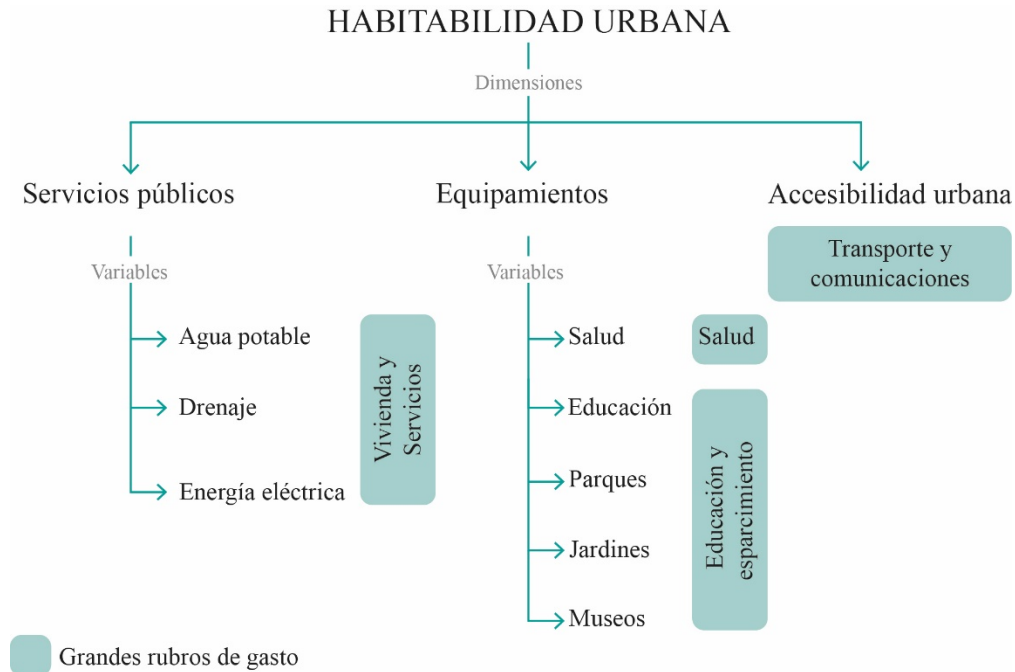 HABITABILIDAD URBANA
Dimensiones
Servicios públicos
Equipamientos
Accesibilidad urbana
Transporte y
comunicaciones
Variables
Variables
Agua potable
Drenaje
Energía eléctrica
Vivienda y
Servicios
Salud
Educación
Parques
Jardines
Museos
Salud
Educación y
esparcimiento
Grandes rubros de gasto